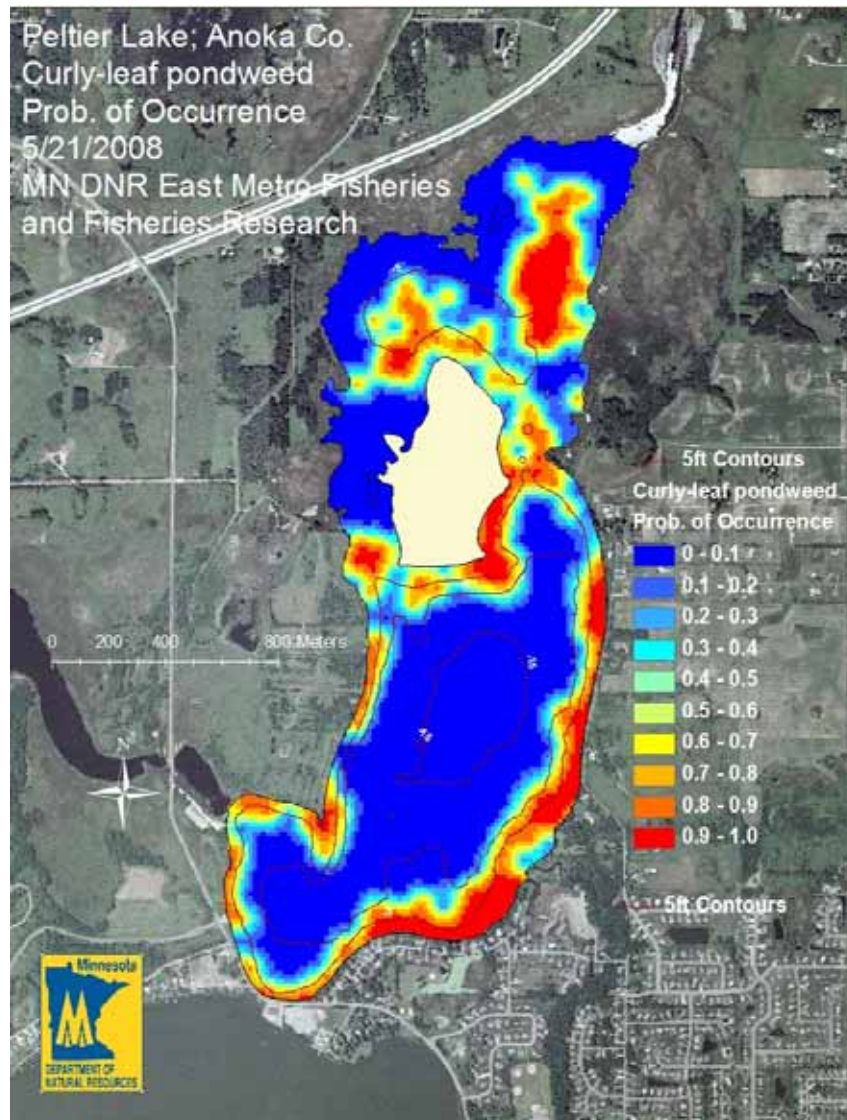 Peltier Lake; Anoka Co.
Curly-leaf pondweed
Prob. of Occurrence
5/21/2008
MN DNR East Metro Fisheries
and Fisheries Research
5ft Contours
Curly-leaf pondweed
Prob. of Occurrence
0 - 0.1
0.1 - 0.2
0.2 - 0.3
0.3 - 0.4
0.4 - 0.5
0.5 - 0.6
0.6 - 0.7
0.7 - 0.8
0.8 - 0.9
0.9 - 1.0
0 200 400 800 Meters
N
5ft Contours
Minnesota
DEPARTMENT OF
NATURAL RESOURCES